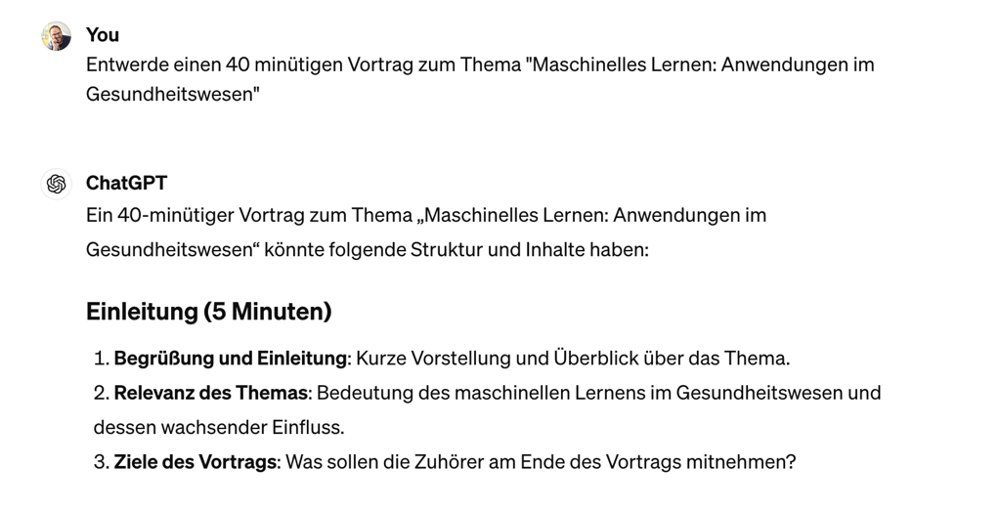 You
Entwerde einen 40 minütigen Vortrag zum Thema "Maschinelles Lernen: Anwendungen im
Gesundheitswesen"
ChatGPT
Ein 40-minütiger Vortrag zum Thema „Maschinelles Lernen: Anwendungen im
Gesundheitswesen“ könnte folgende Struktur und Inhalte haben:
Einleitung (5 Minuten)
1. Begrüßung und Einleitung: Kurze Vorstellung und Überblick über das Thema.
2. Relevanz des Themas: Bedeutung des maschinellen Lernens im Gesundheitswesen und
dessen wachsender Einfluss.
3. Ziele des Vortrags: Was sollen die Zuhörer am Ende des Vortrags mitnehmen?